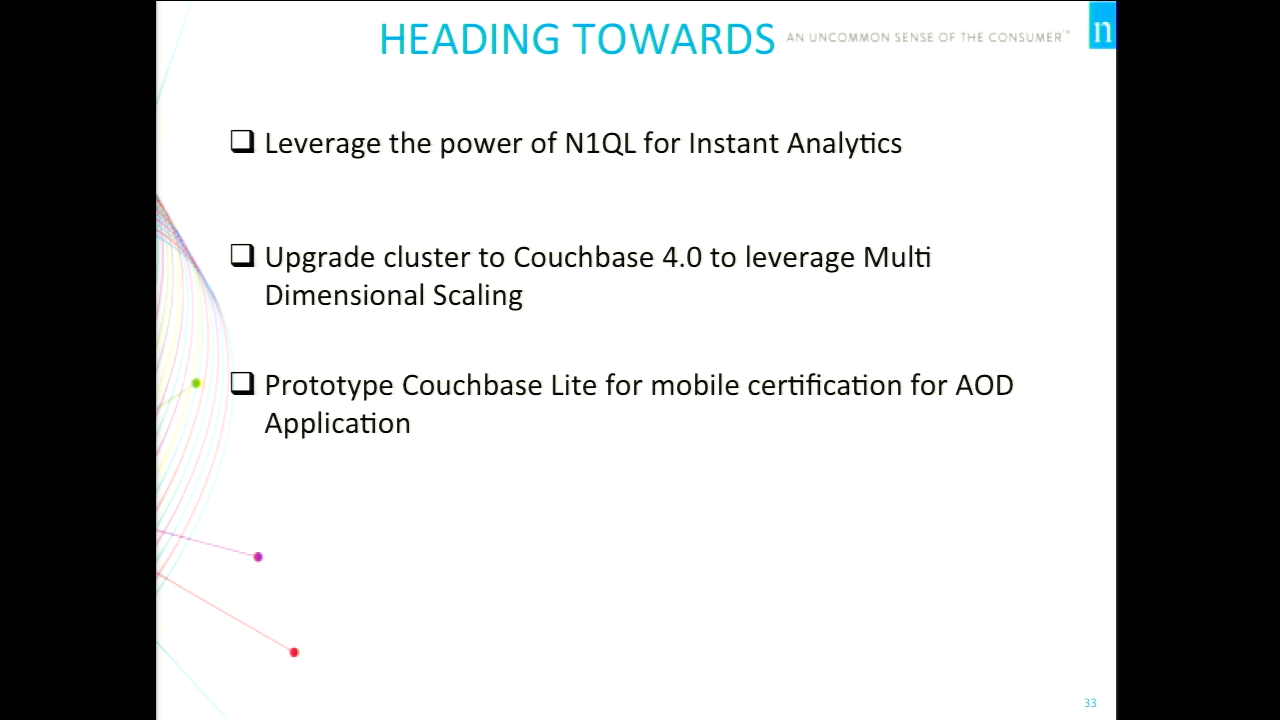 HEADING TOWARDS
AN UNCOMMON SENSE OF THE CONSUMER™
n
Leverage the power of N1QL for Instant Analytics
Upgrade cluster to Couchbase 4.0 to leverage Multi
Dimensional Scaling
Prototype Couchbase Lite for mobile certification for AOD
Application
33